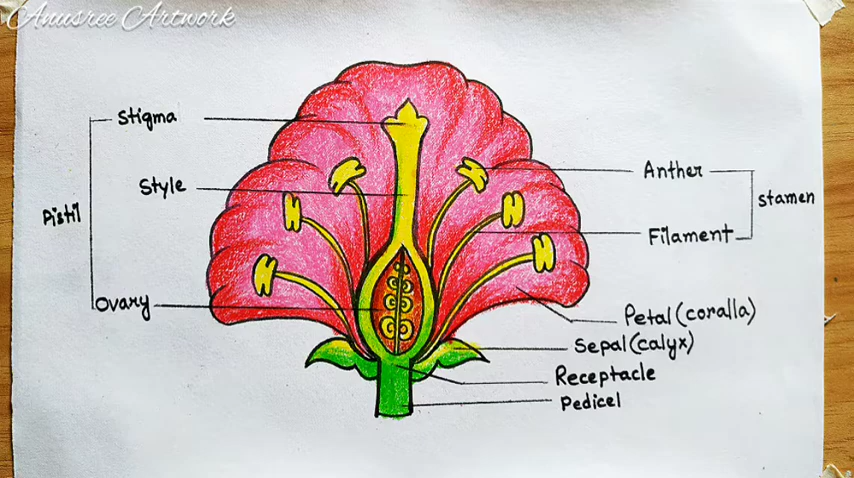 Anusree Artwork
Stigma
Style
Pistil
Ovary
Anther
Stamen
Filament
Petal (coralla)
Sepal (calyx)
Receptacle
Pedicel